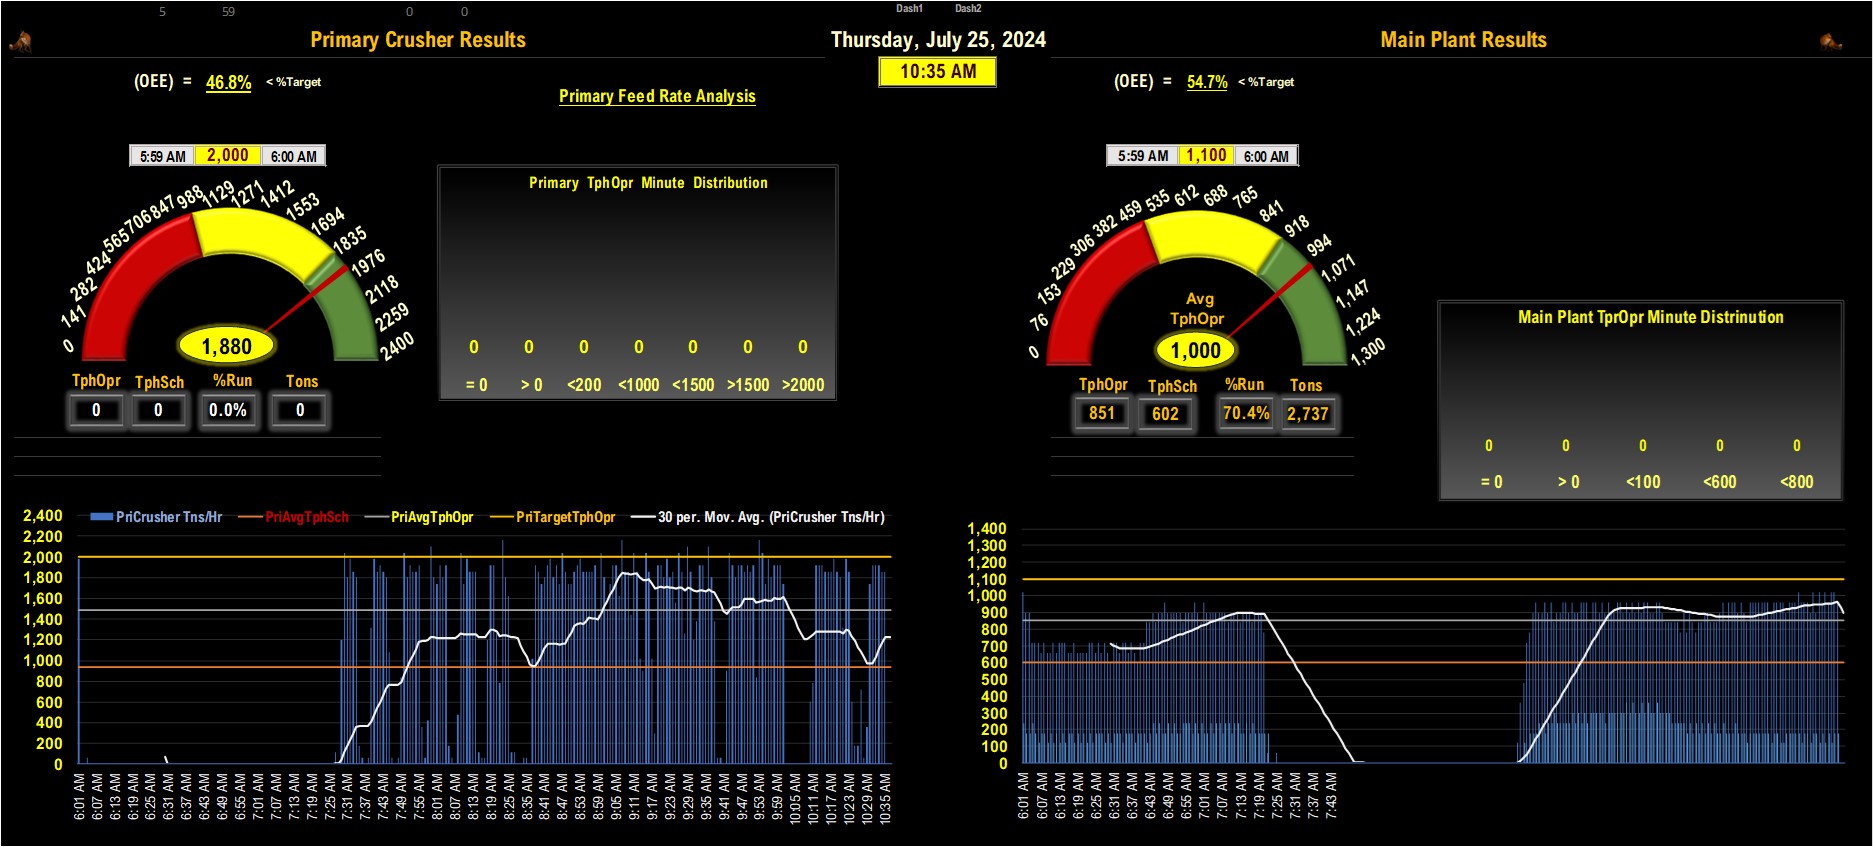 5 59 0 0 Dash1 Dash2
Primary Crusher Results
Thursday, July 25, 2024
Main Plant Results
10:35 AM
(OEE) = 46.8% < %Target
Primary Feed Rate Analysis
(OEE) = 54.7% < %Target
5:59 AM 2,000 6:00 AM
0 141 282 424 565 706 847 988 1129 1271 1412 1553 1694 1835 1976 2118 2259 2400
1,880
TphOpr TphSch %Run Tons
0 0 0.0% 0
Primary TphOpr Minute Distribution
0 0 0 0 0 0 0
= 0 > 0 <200 <1000 <1500 >1500 >2000
5:59 AM 1,100 6:00 AM
0 76 153 229 306 382 459 535 612 688 765 841 918 994 1,071 1,147 1,224 1,300
Avg
TphOpr
1,000
TphOpr TphSch %Run Tons
851 602 70.4% 2,737
Main Plant TprOpr Minute Distrinution
0 0 0 0 0
= 0 > 0 <100 <600 <800
PriCrusher Tns/Hr PriAvgTphSch PriAvgTphOpr PriTargetTphOpr 30 per. Mov. Avg. (PriCrusher Tns/Hr)
2,400
2,200
2,000
1,800
1,600
1,400
1,200
1,000
800
600
400
200
0
6:01 AM 6:07 AM 6:13 AM 6:19 AM 6:25 AM 6:31 AM 6:37 AM 6:43 AM 6:49 AM 6:55 AM 7:01 AM 7:07 AM 7:13 AM 7:19 AM 7:25 AM 7:31 AM 7:37 AM 7:43 AM 7:49 AM 7:55 AM 8:01 AM 8:07 AM 8:13 AM 8:19 AM 8:25 AM 8:35 AM 8:41 AM 8:47 AM 8:53 AM 8:59 AM 9:05 AM 9:11 AM 9:17 AM 9:23 AM 9:29 AM 9:35 AM 9:41 AM 9:47 AM 9:53 AM 9:59 AM 10:05 AM 10:11 AM 10:17 AM 10:23 AM 10:29 AM 10:35 AM
1,400
1,300
1,200
1,100
1,000
900
800
700
600
500
400
300
200
100
0
6:01 AM 6:07 AM 6:13 AM 6:19 AM 6:25 AM 6:31 AM 6:37 AM 6:43 AM 6:49 AM 6:55 AM 7:01 AM 7:07 AM 7:13 AM 7:19 AM 7:25 AM 7:31 AM 7:37 AM 7:43 AM